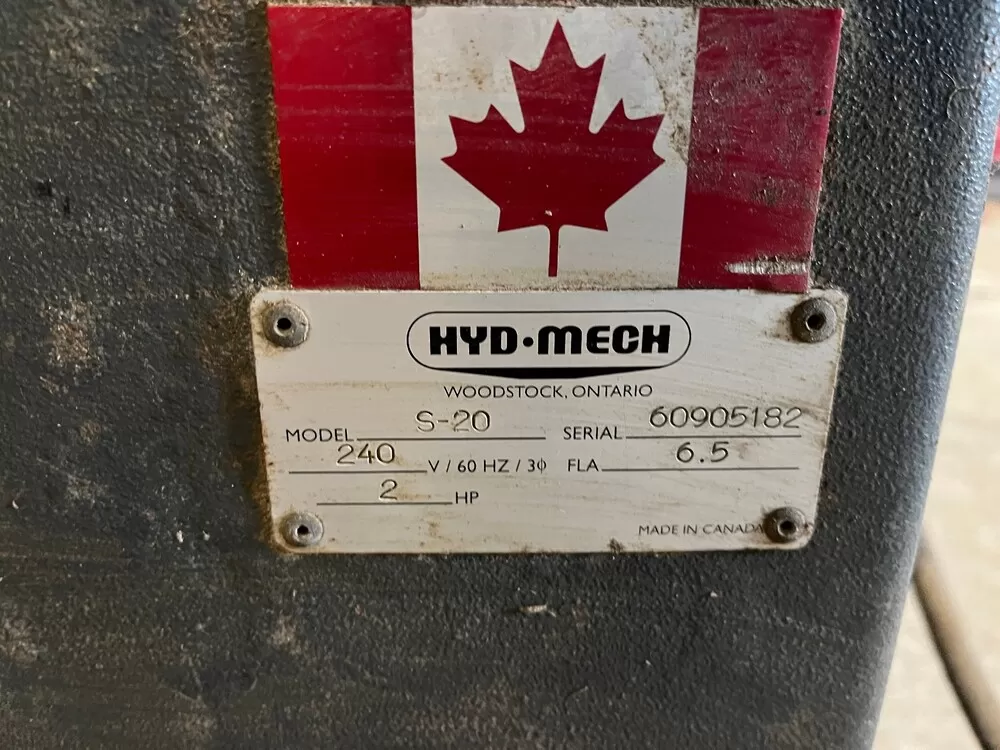 HYD·MECH
WOODSTOCK, ONTARIO
MODEL S-20 SERIAL 60905182
240 V / 60 HZ / 3ϕ FLA 6.5
2 HP
MADE IN CANADA